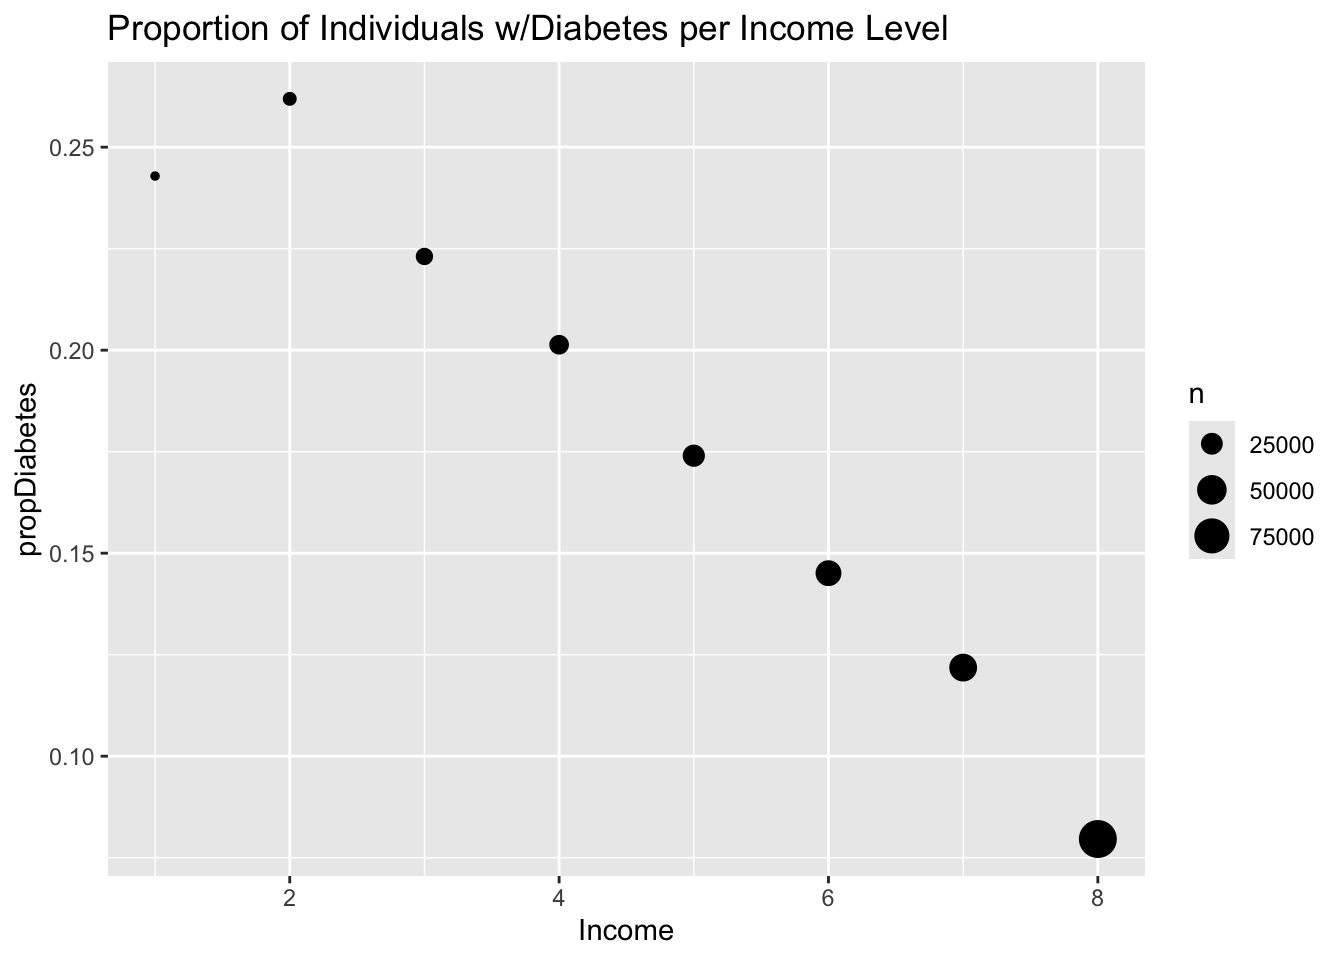 Proportion of Individuals w/Diabetes per Income Level
propDiabetes
0.25
0.20
0.15
0.10
2 4 6 8
Income
n
25000
50000
75000